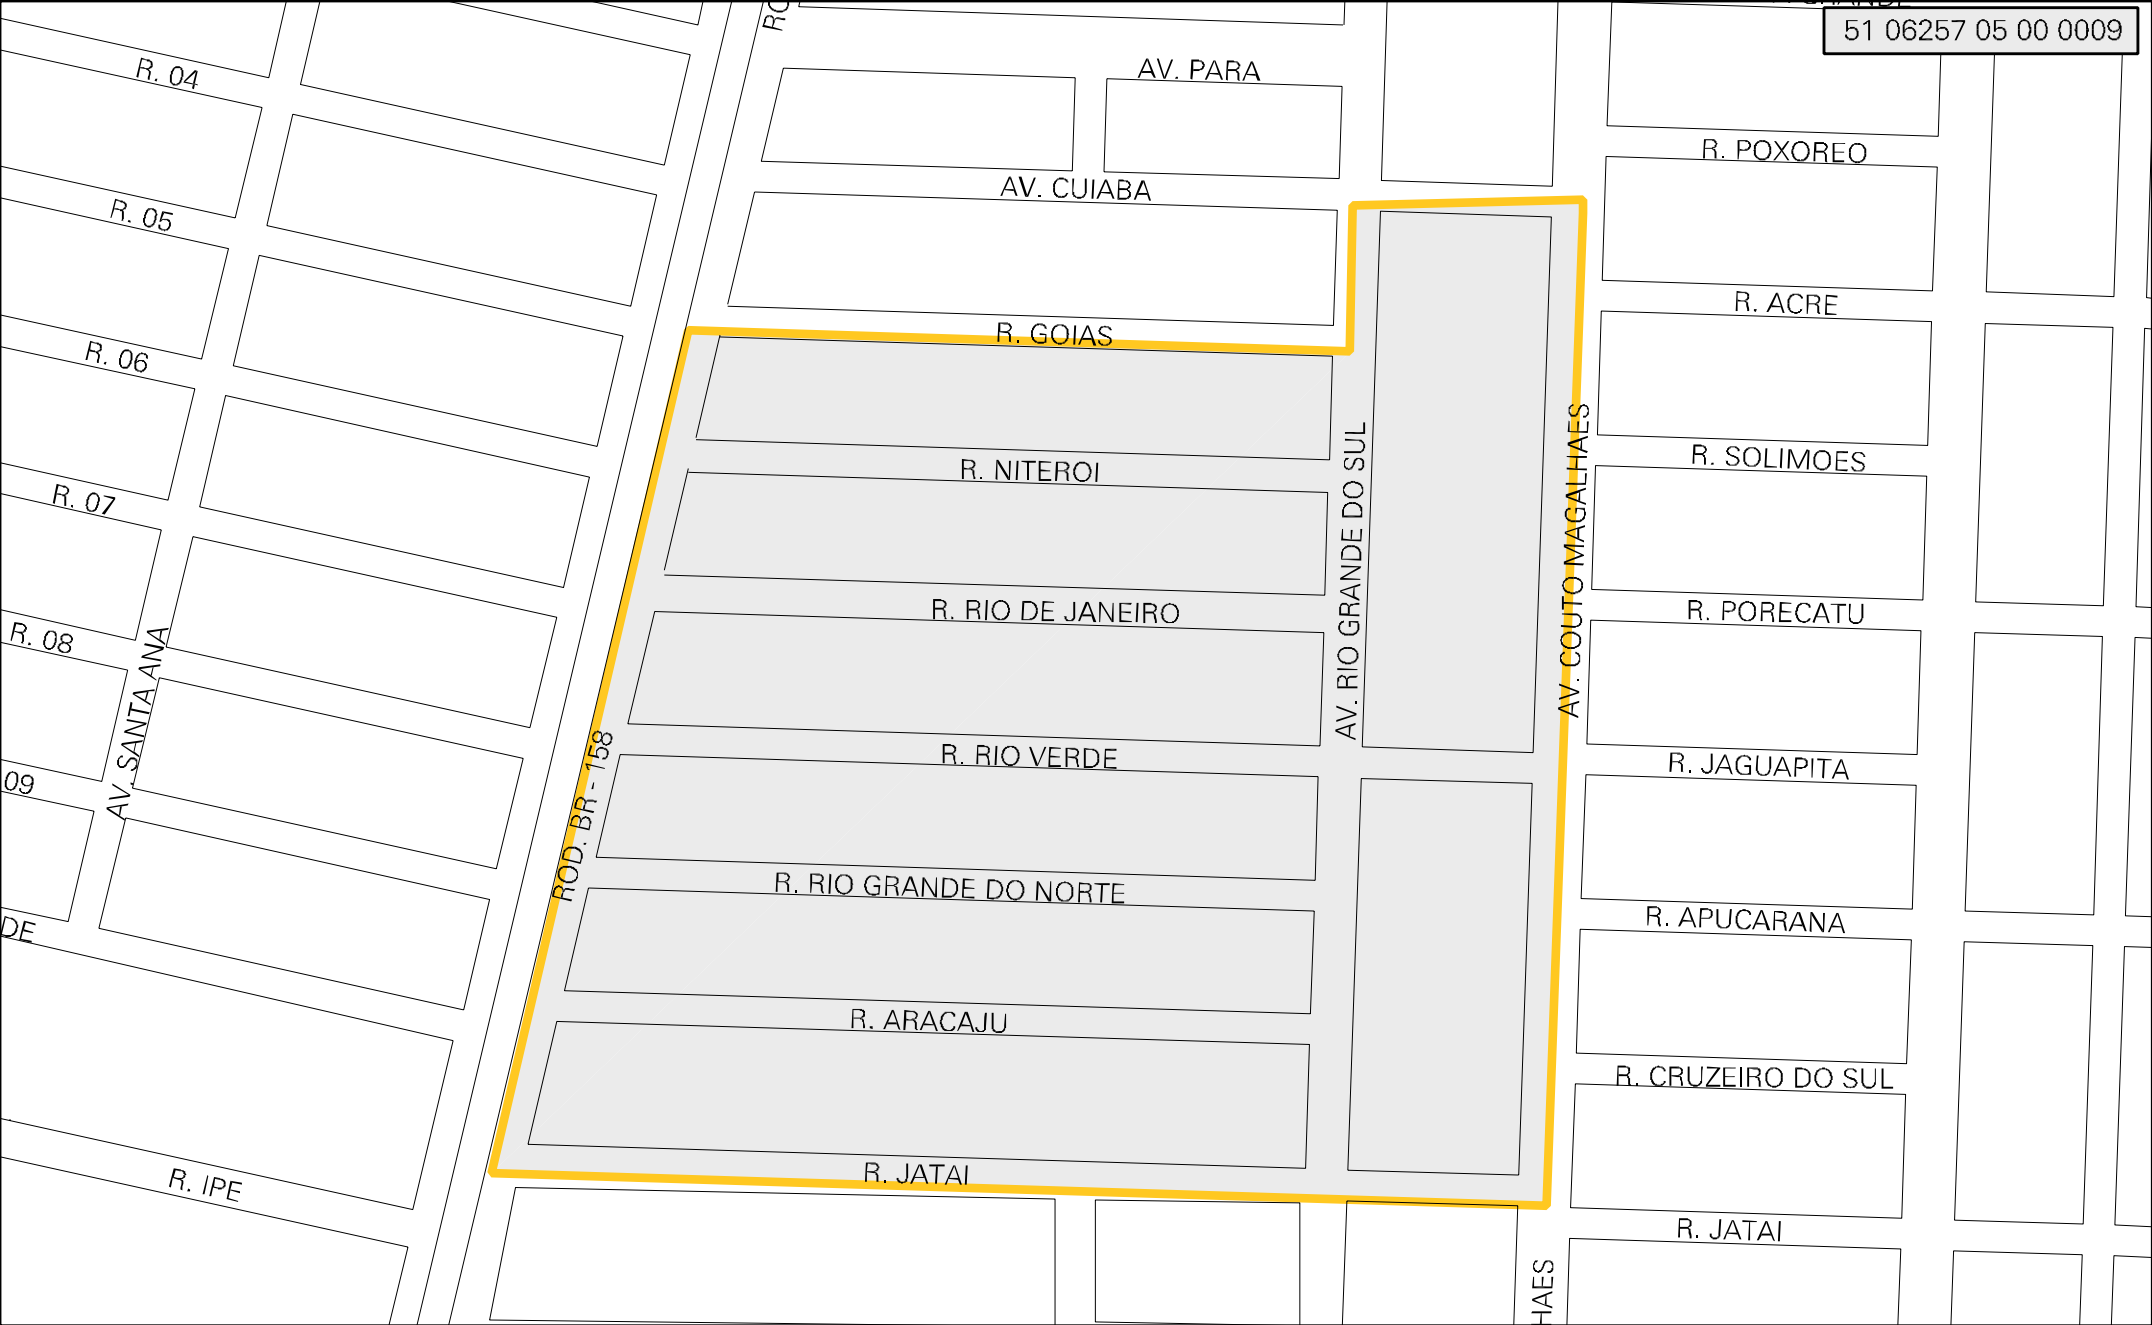 51 06257 05 00 0009
R. 04
AV. PARA
R. POXOREO
AV. CUIABA
R. 05
R. ACRE
R. GOIAS
R. 06
R. SOLIMOES
R. NITEROI
R. 07
AV. RIO GRANDE DO SUL
AV. COUTO MAGALHAES
R. RIO DE JANEIRO
R. PORECATU
R. 08
AV. SANTA ANA
R. RIO VERDE
R. JAGUAPITA
09
ROD. BR - 158
R. RIO GRANDE DO NORTE
R. APUCARANA
DE
R. ARACAJU
R. CRUZEIRO DO SUL
R. JATAI
R. IPE
R. JATAI
HAES